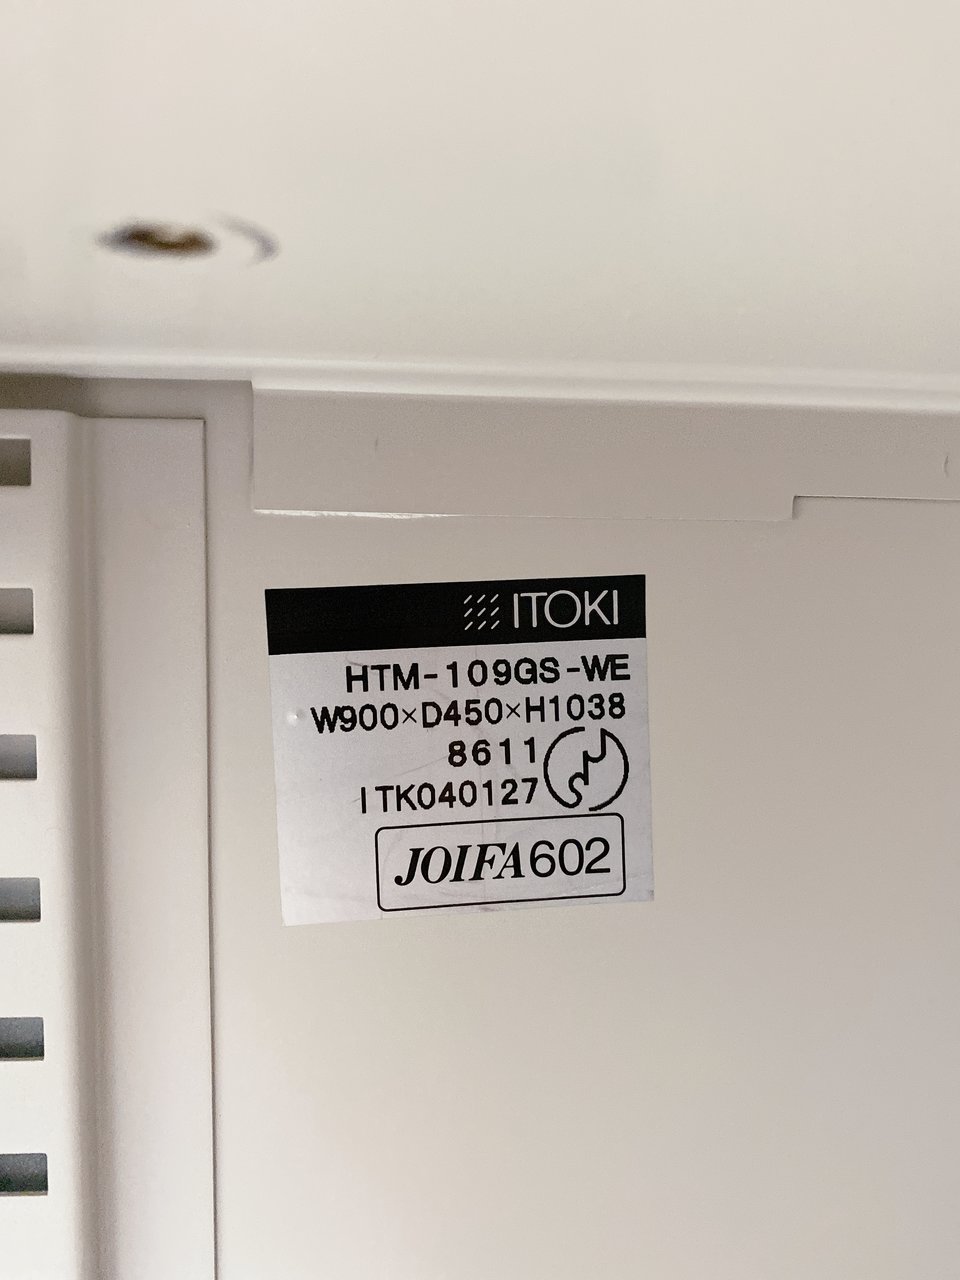 ITOKI
HTM-109GS-WE
W900×D450×H1038
8611
ITK040127
JOIFA602